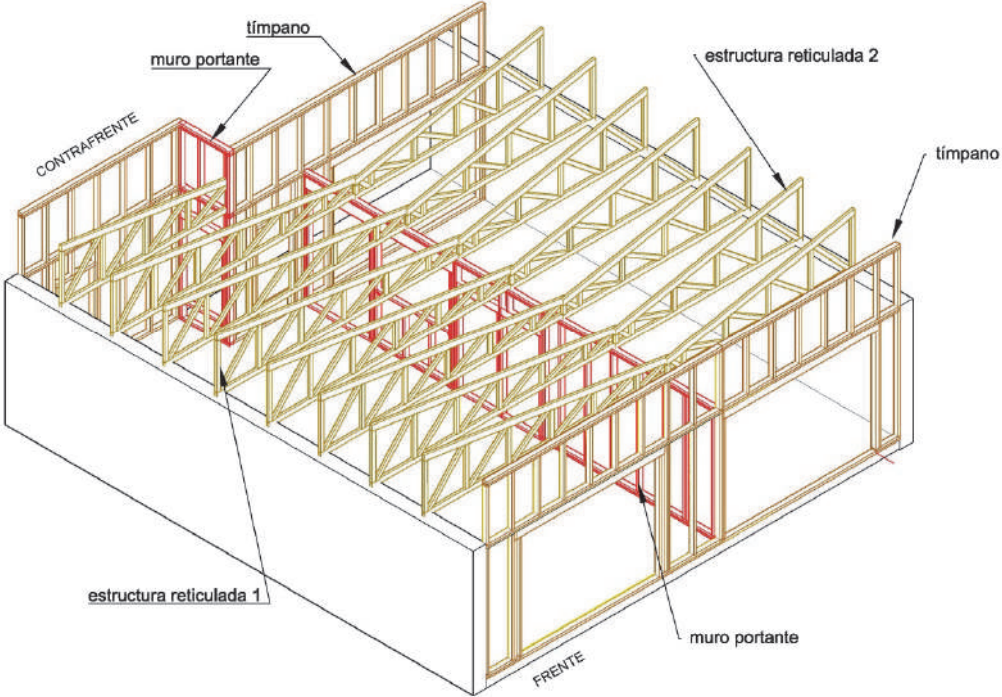 tímpano
muro portante
estructura reticulada 2
CONTRAFRENTE
tímpano
estructura reticulada 1
muro portante
FRENTE